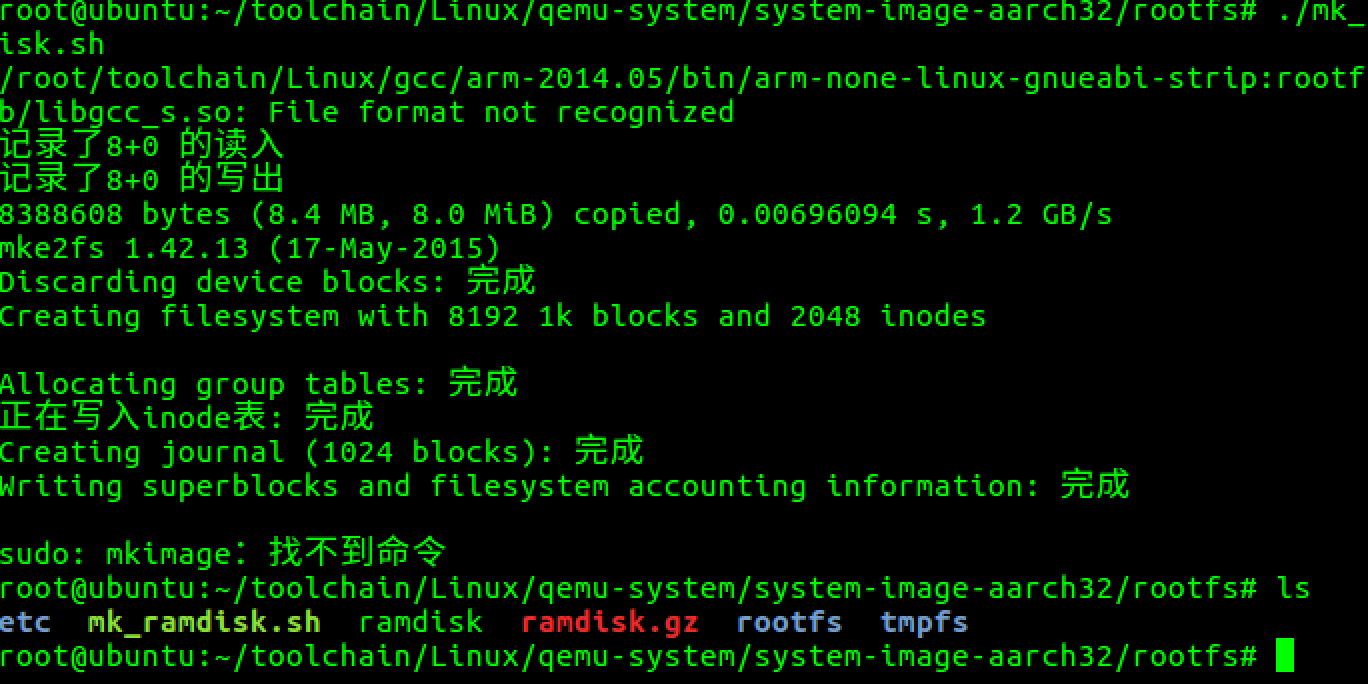 root@ubuntu:~/toolchain/Linux/qemu-system/system-image-aarch32/rootfs# ./mk_
isk.sh
/root/toolchain/Linux/gcc/arm-2014.05/bin/arm-none-linux-gnueabi-strip:rootf
b/libgcc_s.so: File format not recognized
记录了8+0 的读入
记录了8+0 的写出
8388608 bytes (8.4 MB, 8.0 MiB) copied, 0.00696094 s, 1.2 GB/s
mke2fs 1.42.13 (17-May-2015)
Discarding device blocks: 完成
Creating filesystem with 8192 1k blocks and 2048 inodes
Allocating group tables: 完成
正在写入inode表: 完成
Creating journal (1024 blocks): 完成
Writing superblocks and filesystem accounting information: 完成
sudo: mkimage：找不到命令
root@ubuntu:~/toolchain/Linux/qemu-system/system-image-aarch32/rootfs# ls
etc mk_ramdisk.sh ramdisk ramdisk.gz rootfs tmpfs
root@ubuntu:~/toolchain/Linux/qemu-system/system-image-aarch32/rootfs#